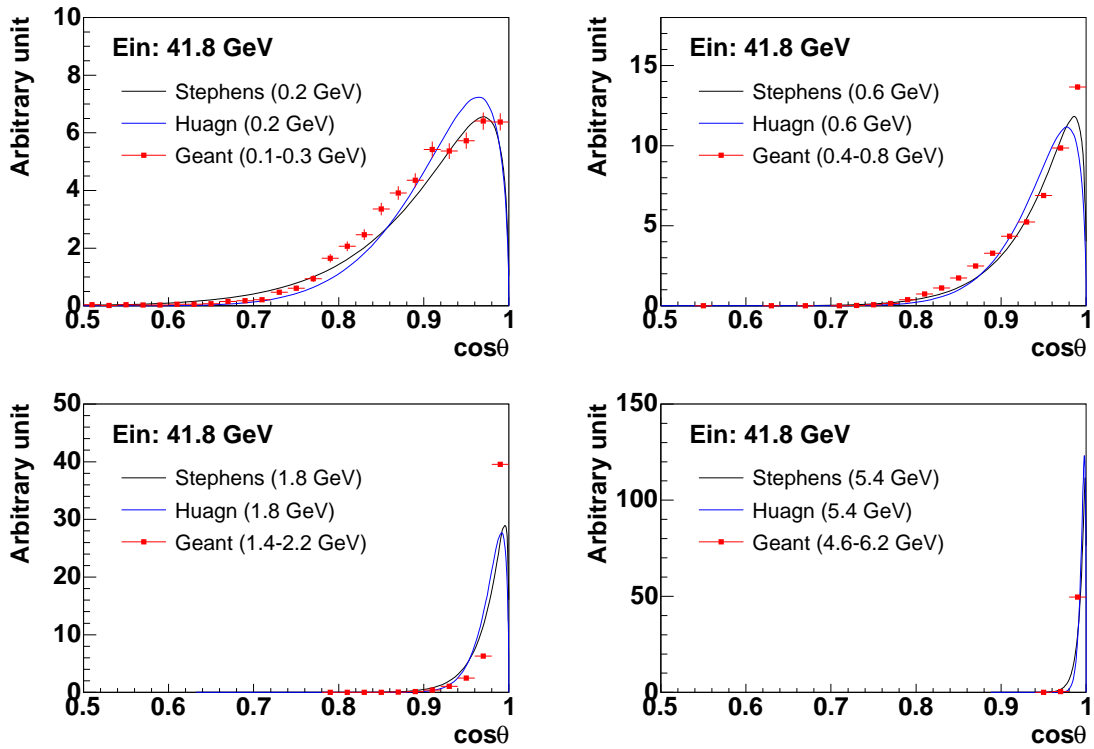 Arbitrary unit
10
8
6
4
2
0
Ein: 41.8 GeV
Stephens (0.2 GeV)
Huagn (0.2 GeV)
Geant (0.1-0.3 GeV)
0.5 0.6 0.7 0.8 0.9 1
cosθ
Arbitrary unit
15
10
5
0
Ein: 41.8 GeV
Stephens (0.6 GeV)
Huagn (0.6 GeV)
Geant (0.4-0.8 GeV)
0.5 0.6 0.7 0.8 0.9 1
cosθ
Arbitrary unit
50
40
30
20
10
0
Ein: 41.8 GeV
Stephens (1.8 GeV)
Huagn (1.8 GeV)
Geant (1.4-2.2 GeV)
0.5 0.6 0.7 0.8 0.9 1
cosθ
Arbitrary unit
150
100
50
0
Ein: 41.8 GeV
Stephens (5.4 GeV)
Huagn (5.4 GeV)
Geant (4.6-6.2 GeV)
0.5 0.6 0.7 0.8 0.9 1
cosθ